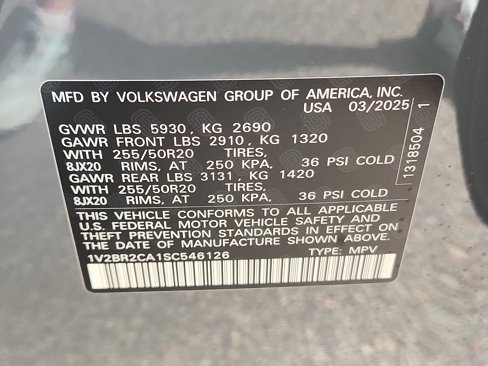 MFD BY VOLKSWAGEN GROUP OF AMERICA, INC.
USA 03/2025
GVWR LBS 5930 , KG 2690
GAWR FRONT LBS 2910 , KG 1320
WITH 255/50R20 TIRES,
8JX20 RIMS, AT 250 KPA, 36 PSI COLD
GAWR REAR LBS 3131 , KG 1420
WITH 255/50R20 TIRES,
8JX20 RIMS, AT 250 KPA, 36 PSI COLD
THIS VEHICLE CONFORMS TO ALL APPLICABLE
U.S. FEDERAL MOTOR VEHICLE SAFETY AND
THEFT PREVENTION STANDARDS IN EFFECT ON
THE DATE OF MANUFACTURE SHOWN ABOVE.
1V2BR2CA1SC546126 TYPE: MPV
1318504 1